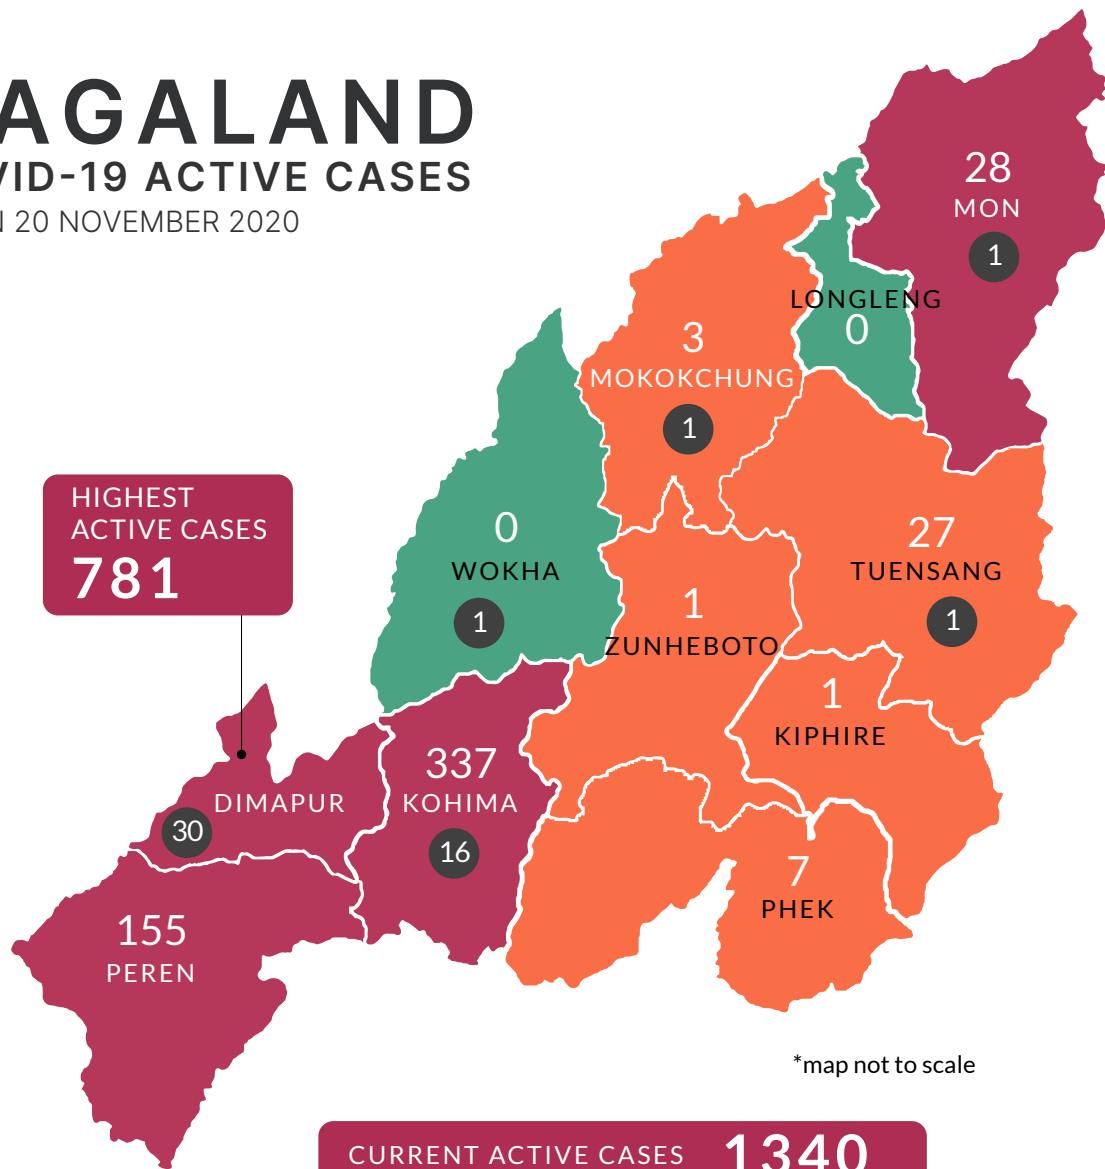 AGALAND
VID-19 ACTIVE CASES
N 20 NOVEMBER 2020
28
MON
1
LONGLENG
0
3
MOKOKCHUNG
1
HIGHEST
ACTIVE CASES
781
0
WOKHA
1
27
TUENSANG
1
1
ZUNHEBOTO
1
KIPHIRE
337
KOHIMA
16
DIMAPUR
30
7
PHEK
155
PEREN
*map not to scale
CURRENT ACTIVE CASES 1340